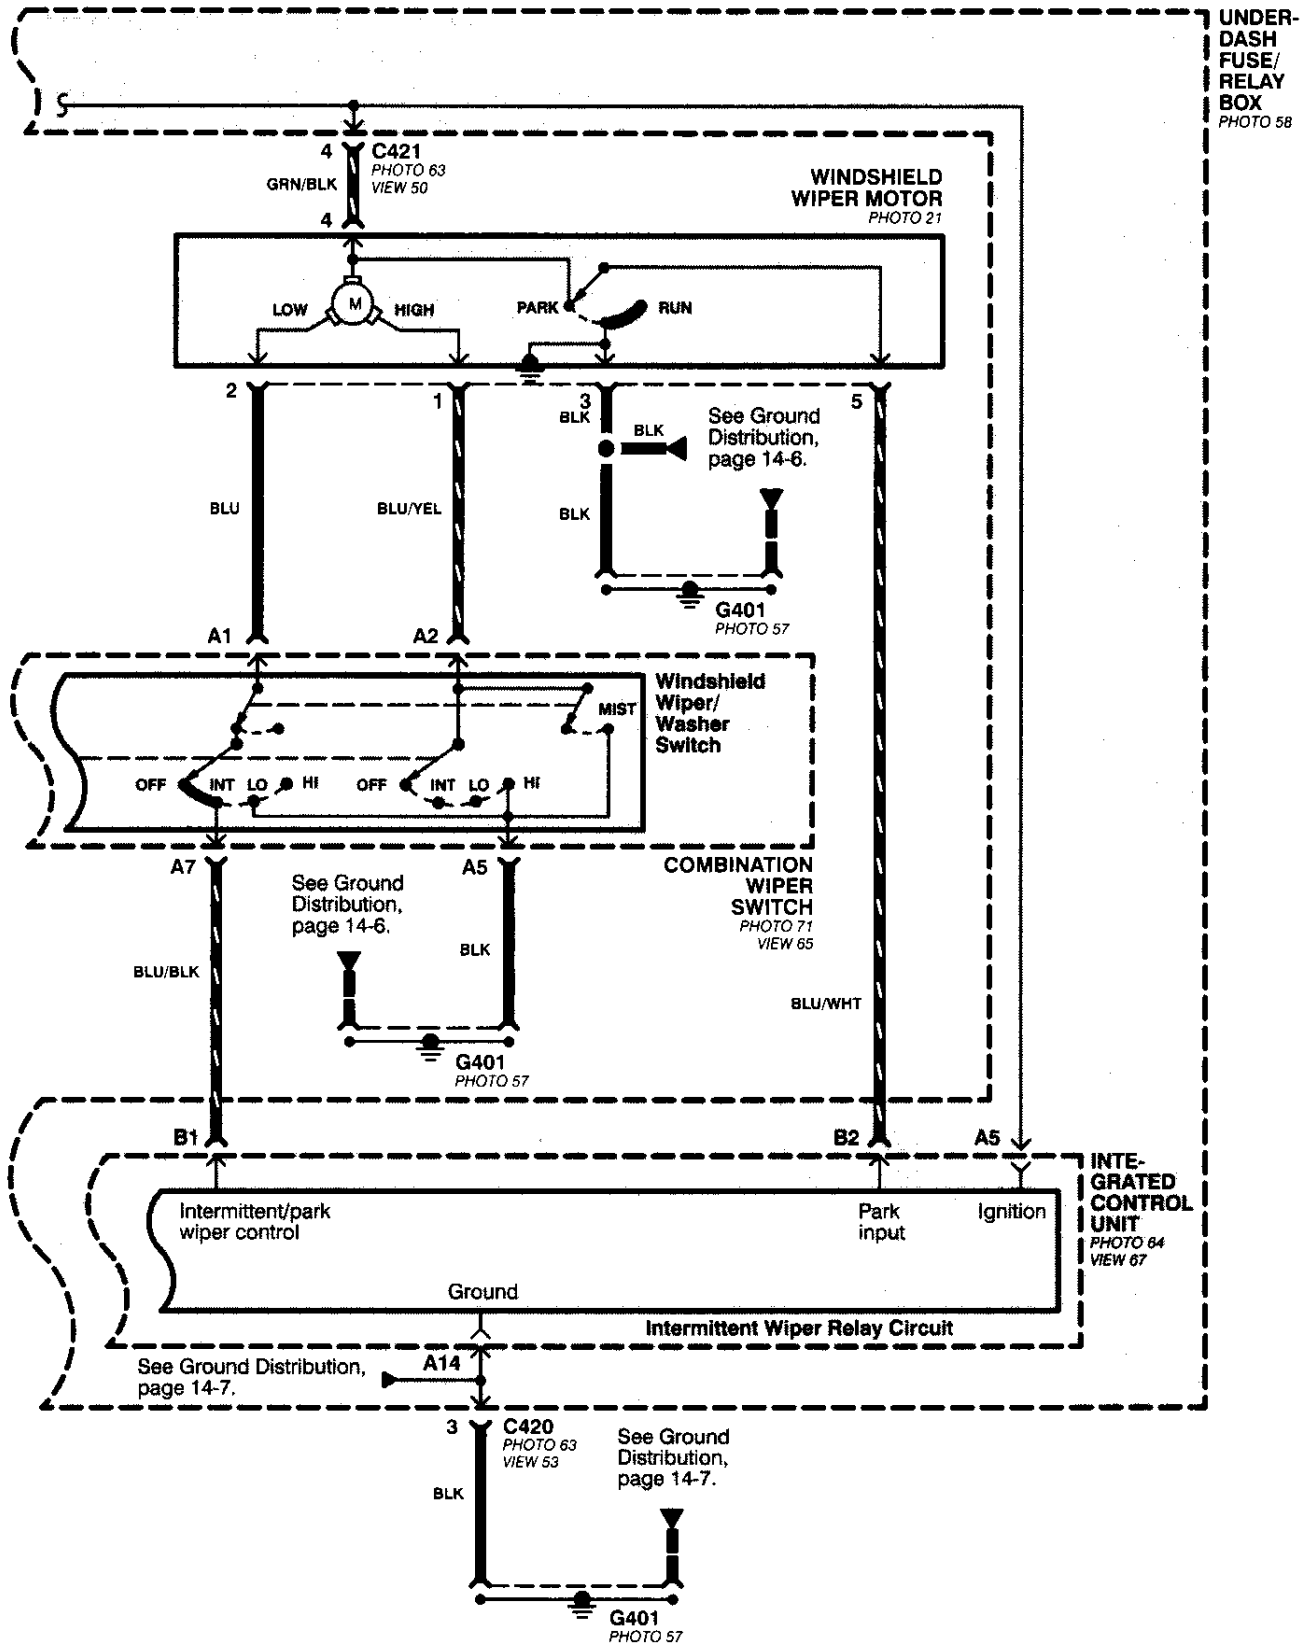 UNDER-
DASH
FUSE/
RELAY
BOX
PHOTO 58
4
C421
PHOTO 63
VIEW 50
GRN/BLK
4
WINDSHIELD
WIPER MOTOR
PHOTO 21
LOW
M
HIGH
PARK
RUN
2
1
3
5
BLK
BLK
See Ground
Distribution,
page 14-6.
BLU
BLU/YEL
BLK
G401
PHOTO 57
A1
A2
Windshield
Wiper/
Washer
Switch
MIST
OFF
INT
LO
HI
OFF
INT
LO
HI
A7
A5
COMBINATION
WIPER
SWITCH
PHOTO 71
VIEW 65
See Ground
Distribution,
page 14-6.
BLK
BLU/BLK
BLU/WHT
G401
PHOTO 57
B1
B2
A5
INTE-
GRATED
CONTROL
UNIT
PHOTO 64
VIEW 67
Intermittent/park
wiper control
Park
input
Ignition
Ground
Intermittent Wiper Relay Circuit
See Ground Distribution,
page 14-7.
A14
3
C420
PHOTO 63
VIEW 53
See Ground
Distribution,
page 14-7.
BLK
G401
PHOTO 57